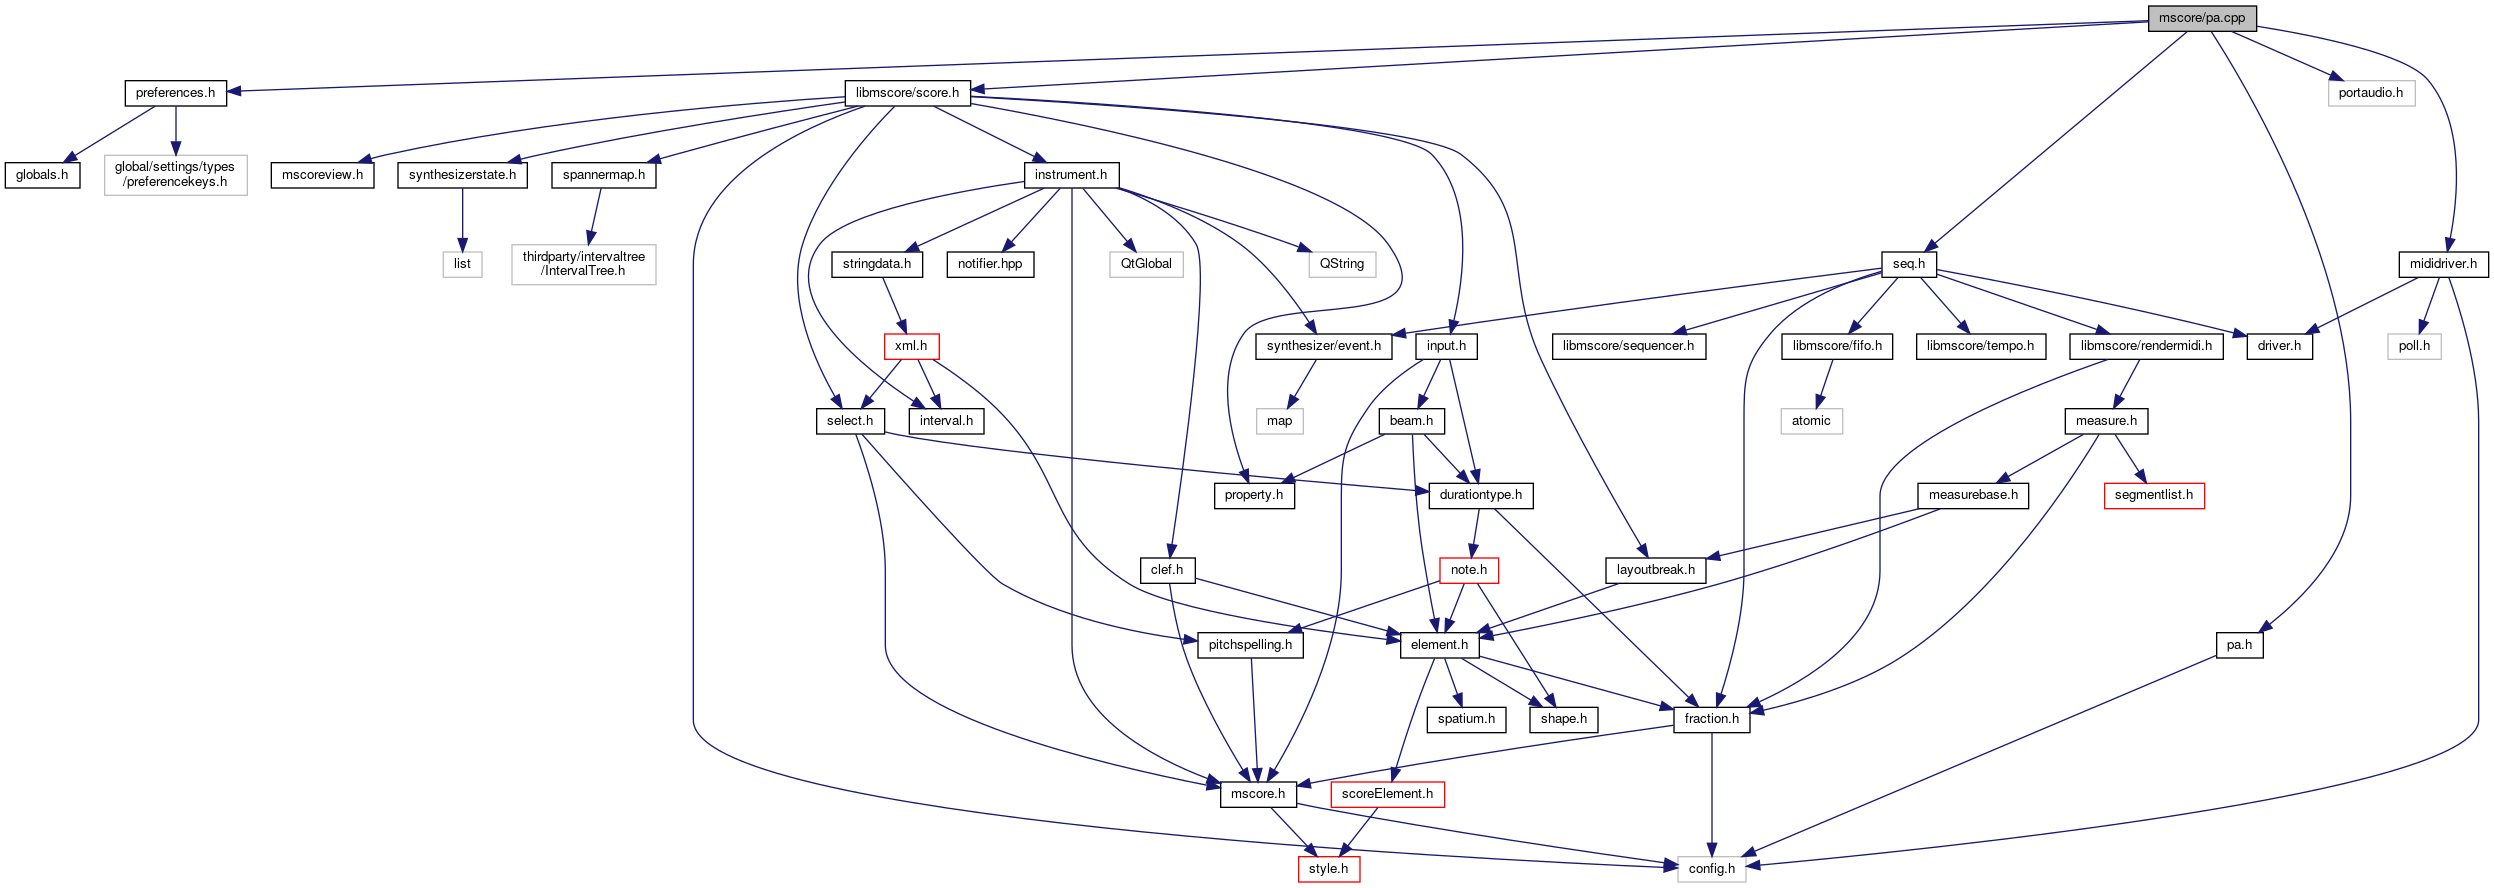 mscore/pa.cpp
preferences.h
libmscore/score.h
portaudio.h
globals.h
global/settings/types
/preferencekeys.h
mscoreview.h
synthesizerstate.h
spannermap.h
instrument.h
list
thirdparty/intervaltree
/IntervalTree.h
stringdata.h
notifier.hpp
QtGlobal
QString
seq.h
mididriver.h
xml.h
synthesizer/event.h
input.h
libmscore/sequencer.h
libmscore/fifo.h
libmscore/tempo.h
libmscore/rendermidi.h
driver.h
poll.h
select.h
interval.h
map
beam.h
atomic
measure.h
property.h
durationtype.h
measurebase.h
segmentlist.h
clef.h
note.h
layoutbreak.h
pitchspelling.h
element.h
pa.h
spatium.h
shape.h
fraction.h
mscore.h
scoreElement.h
style.h
config.h